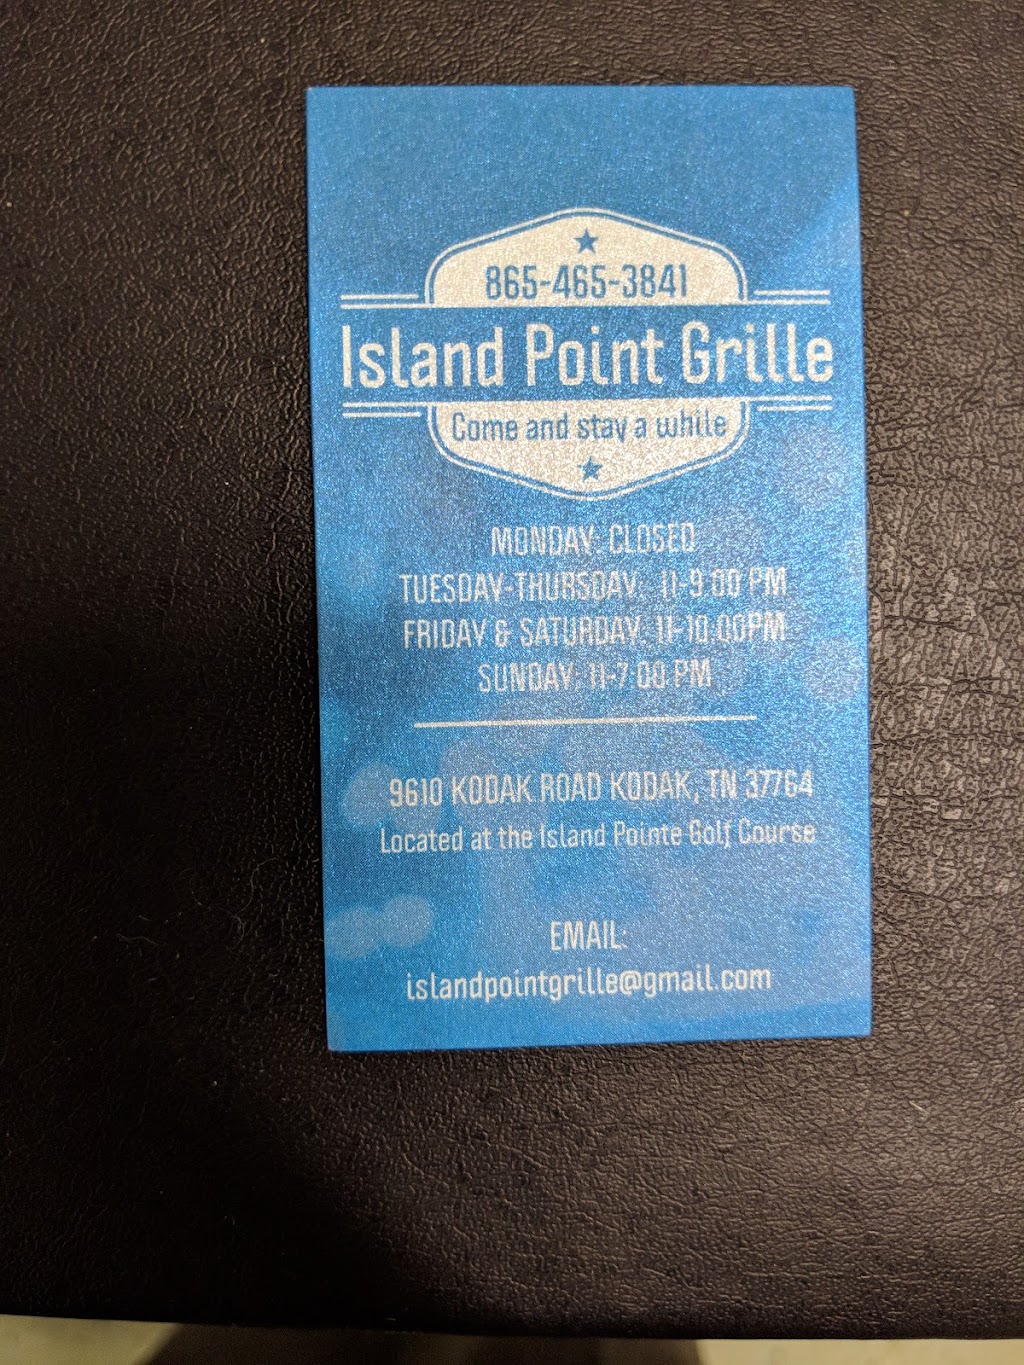 865-465-3841
Island Point Grille
Come and stay a while
MONDAY: CLOSED
TUESDAY-THURSDAY: 11-9:00 PM
FRIDAY & SATURDAY: 11-10:00PM
SUNDAY: 11-7:00 PM
9610 KODAK ROAD KODAK, TN 37764
Located at the Island Pointe Golf Course
EMAIL:
islandpointgrille@gmail.com